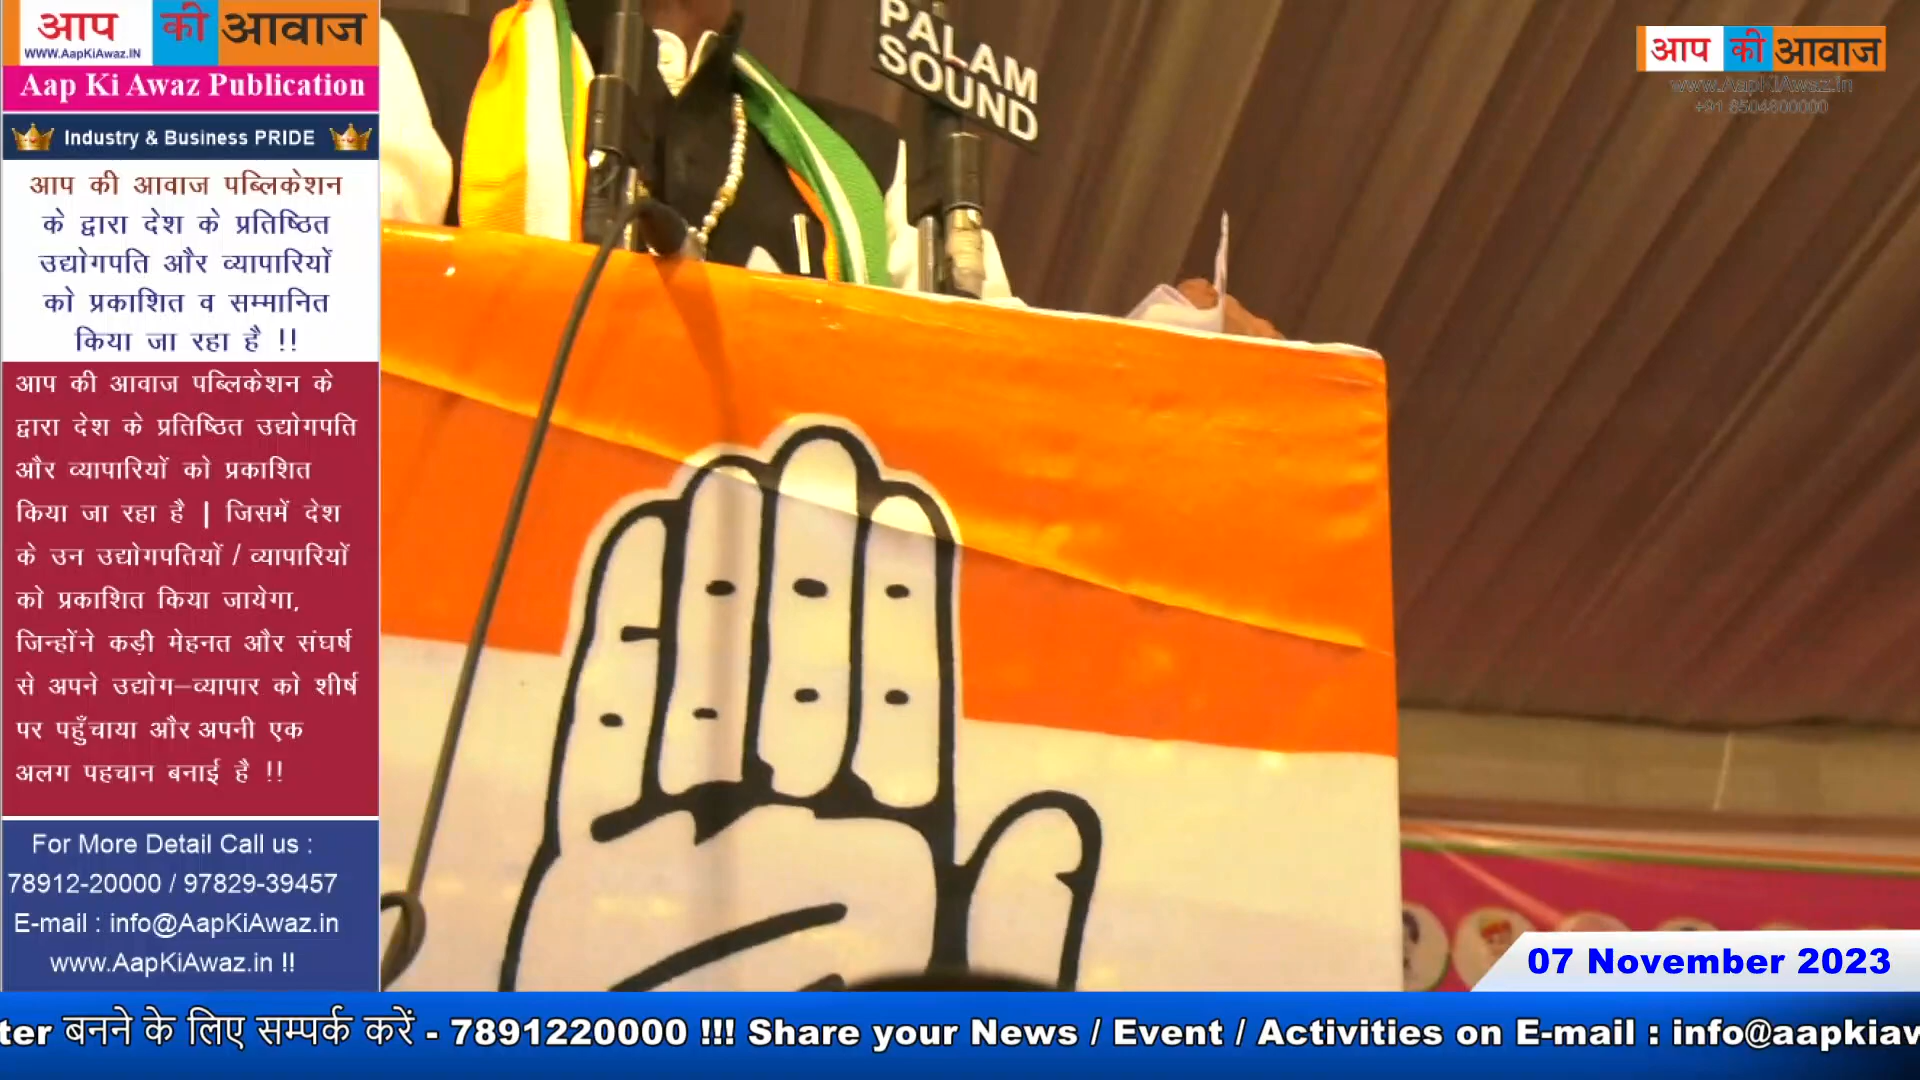 आप की आवाज
WWW.AapKiAwaz.IN
Aap Ki Awaz Publication
Industry & Business PRIDE
आप की आवाज पब्लिकेशन
के द्वारा देश के प्रतिष्ठित
उद्योगपति और व्यापारियों
को प्रकाशित व सम्मानित
किया जा रहा है !!
आप की आवाज पब्लिकेशन के
द्वारा देश के प्रतिष्ठित उद्योगपति
और व्यापारियों को प्रकाशित
किया जा रहा है | जिसमें देश
के उन उद्योगपतियों / व्यापारियों
को प्रकाशित किया जायेगा,
जिन्होंने कड़ी मेहनत और संघर्ष
से अपने उद्योग–व्यापार को शीर्ष
पर पहुँचाया और अपनी एक
अलग पहचान बनाई है !!
For More Detail Call us :
78912-20000 / 97829-39457
E-mail : info@AapKiAwaz.in
www.AapKiAwaz.in !!
PALAM
SOUND
आप की आवाज
www.AapKiAwaz.in
+91 8504800000
07 November 2023
ter बनने के लिए सम्पर्क करें - 7891220000 !!! Share your News / Event / Activities on E-mail : info@aapkiaw